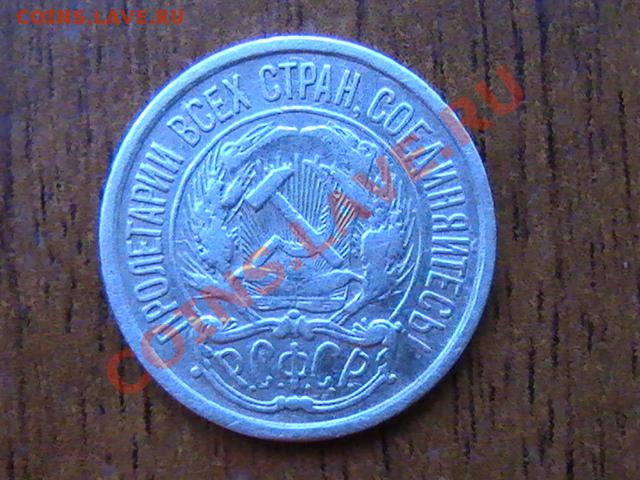 COINS.LAVE.RU
ПРОЛЕТАРИИ ВСЕХ СТРАН, СОЕДИНЯЙТЕСЬ!
Р.С.Ф.С.Р.
COINS.LAVE.RU